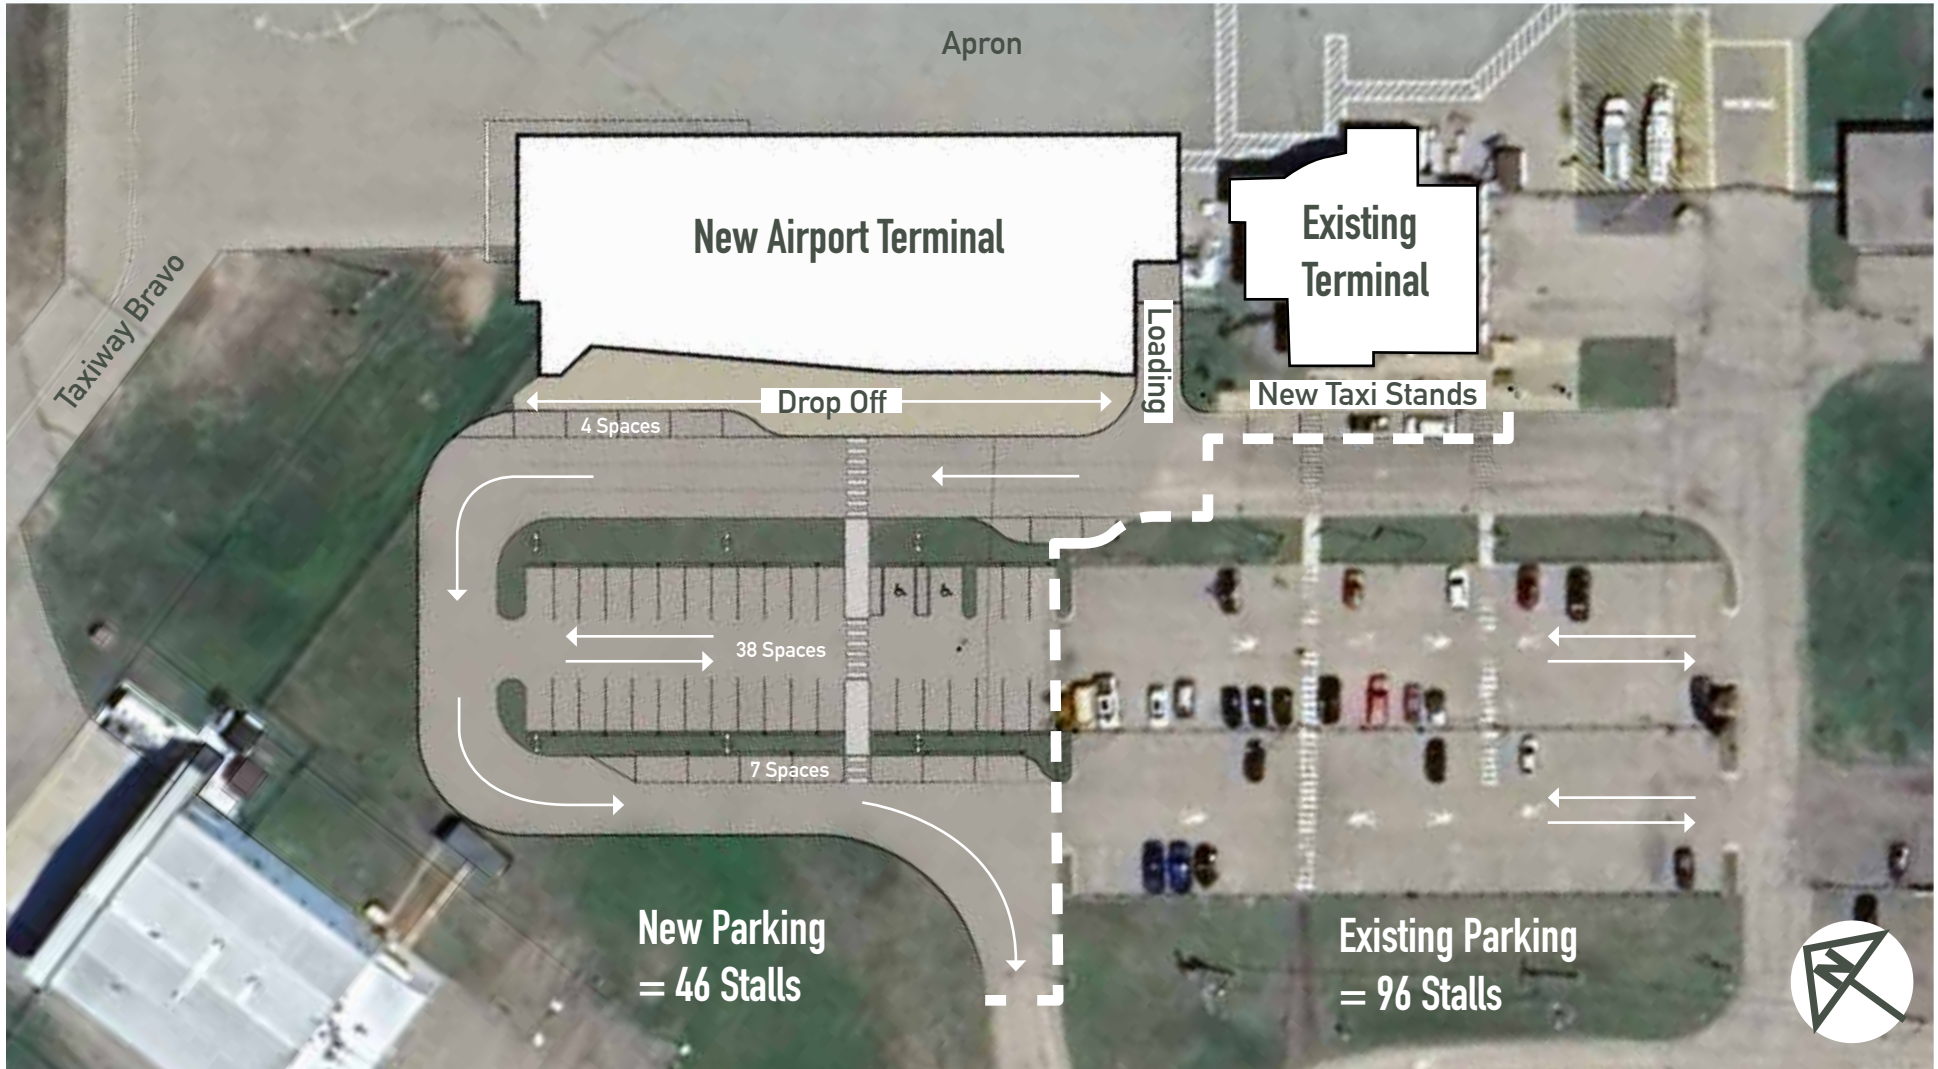 Apron
New Airport Terminal
Existing
Terminal
Taxiway Bravo
Loading
Drop Off
New Taxi Stands
4 Spaces
38 Spaces
7 Spaces
New Parking
= 46 Stalls
Existing Parking
= 96 Stalls
N